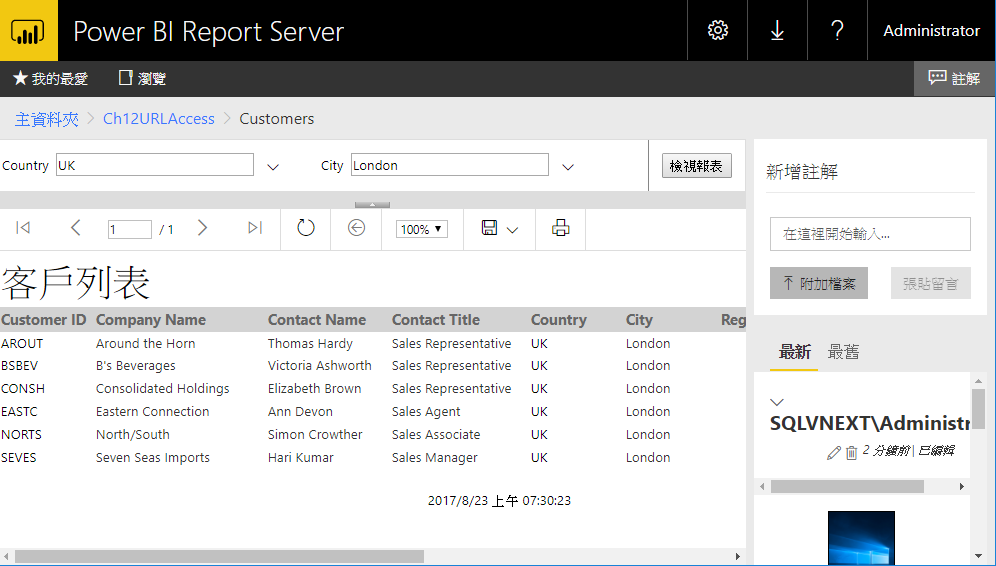 Power BI Report Server ? Administrator
我的最愛 瀏覽 註解
主資料夾 > Ch12URLAccess > Customers
Country UK City London 檢視報表
1 / 1 100%
客戶列表
Customer ID Company Name Contact Name Contact Title Country City Reg
AROUT Around the Horn Thomas Hardy Sales Representative UK London
BSBEV B's Beverages Victoria Ashworth Sales Representative UK London
CONSH Consolidated Holdings Elizabeth Brown Sales Representative UK London
EASTC Eastern Connection Ann Devon Sales Agent UK London
NORTS North/South Simon Crowther Sales Associate UK London
SEVES Seven Seas Imports Hari Kumar Sales Manager UK London
2017/8/23 上午 07:30:23
新增註解
在這裡開始輸入...
附加檔案 張貼留言
最新 最舊
SQLVNEXT\Administr
2 分鐘前 | 已編輯